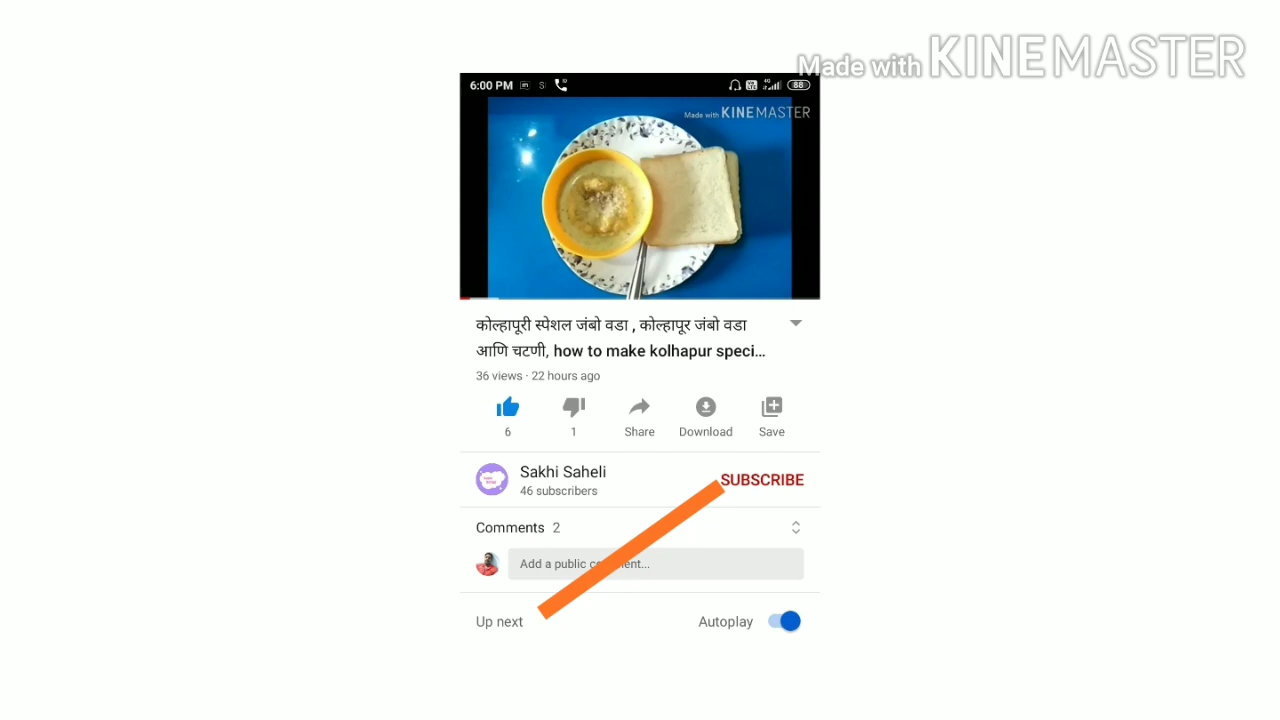 Made with KINEMASTER
6:00 PM
88
Made with KINEMASTER
कोल्हापूरी स्पेशल जंबो वडा , कोल्हापूर जंबो वडा
आणि चटणी, how to make kolhapur speci...
36 views · 22 hours ago
6 1 Share Download Save
Sakhi Saheli
SUBSCRIBE
46 subscribers
Comments 2
Add a public comment...
Up next Autoplay